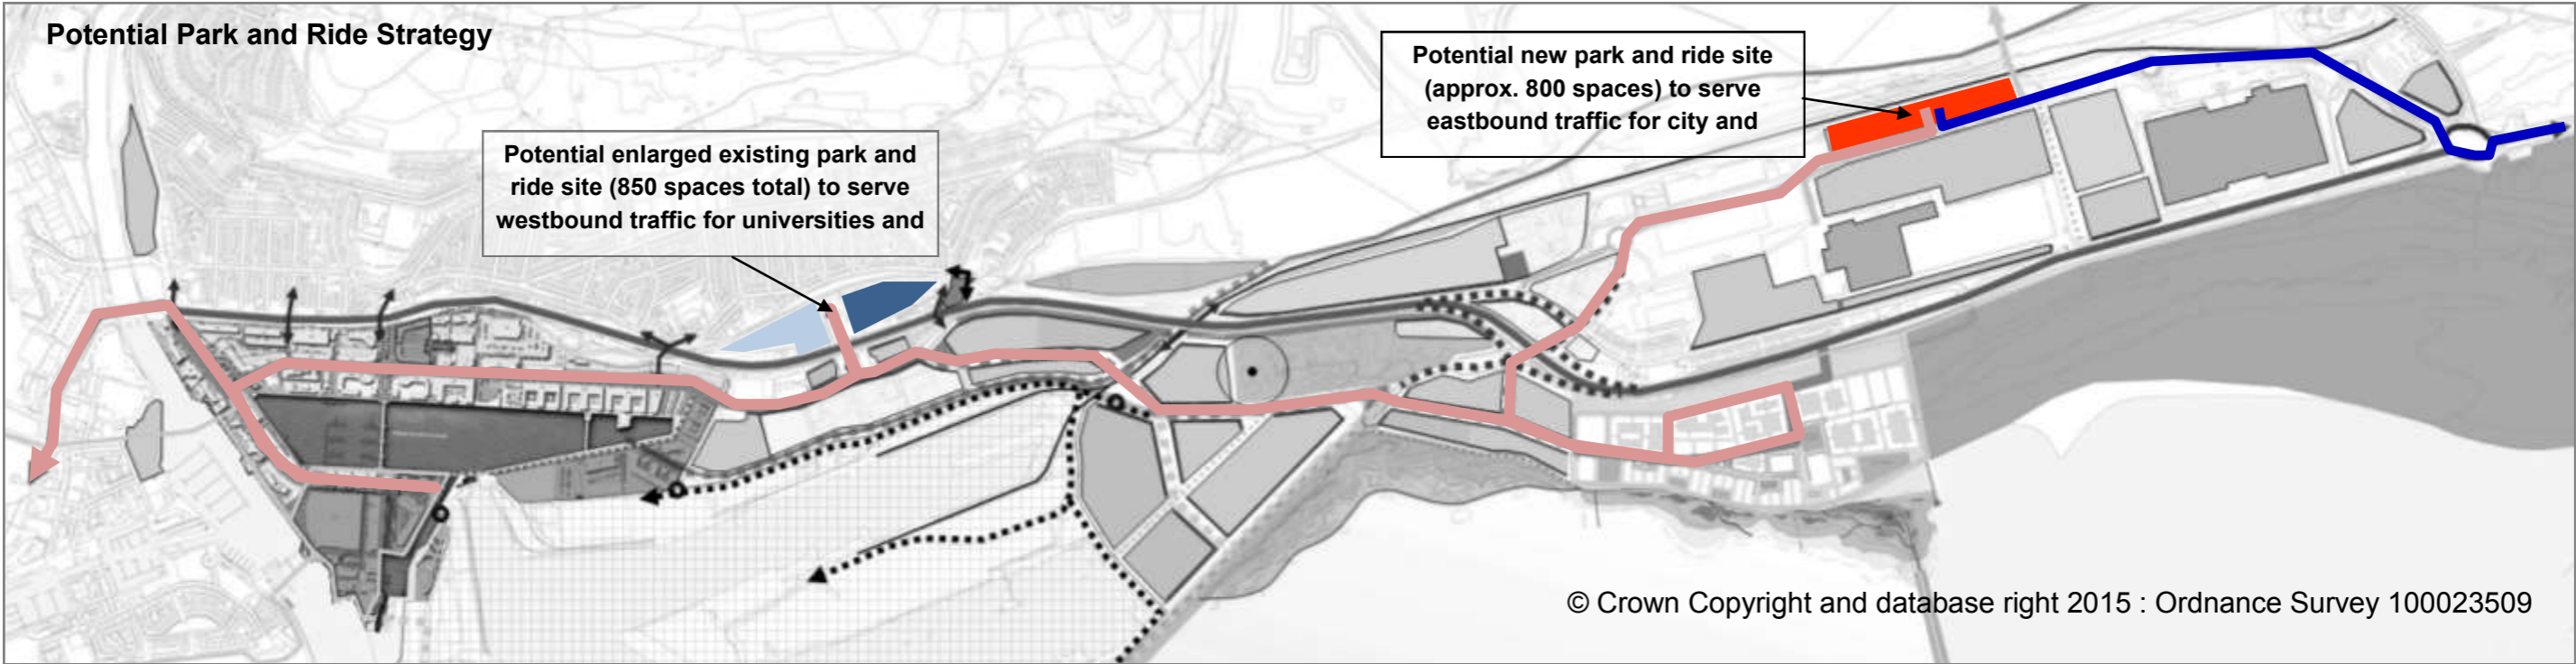 Potential Park and Ride Strategy
Potential new park and ride site
(approx. 800 spaces) to serve
eastbound traffic for city and
Potential enlarged existing park and
ride site (850 spaces total) to serve
westbound traffic for universities and
© Crown Copyright and database right 2015 : Ordnance Survey 100023509